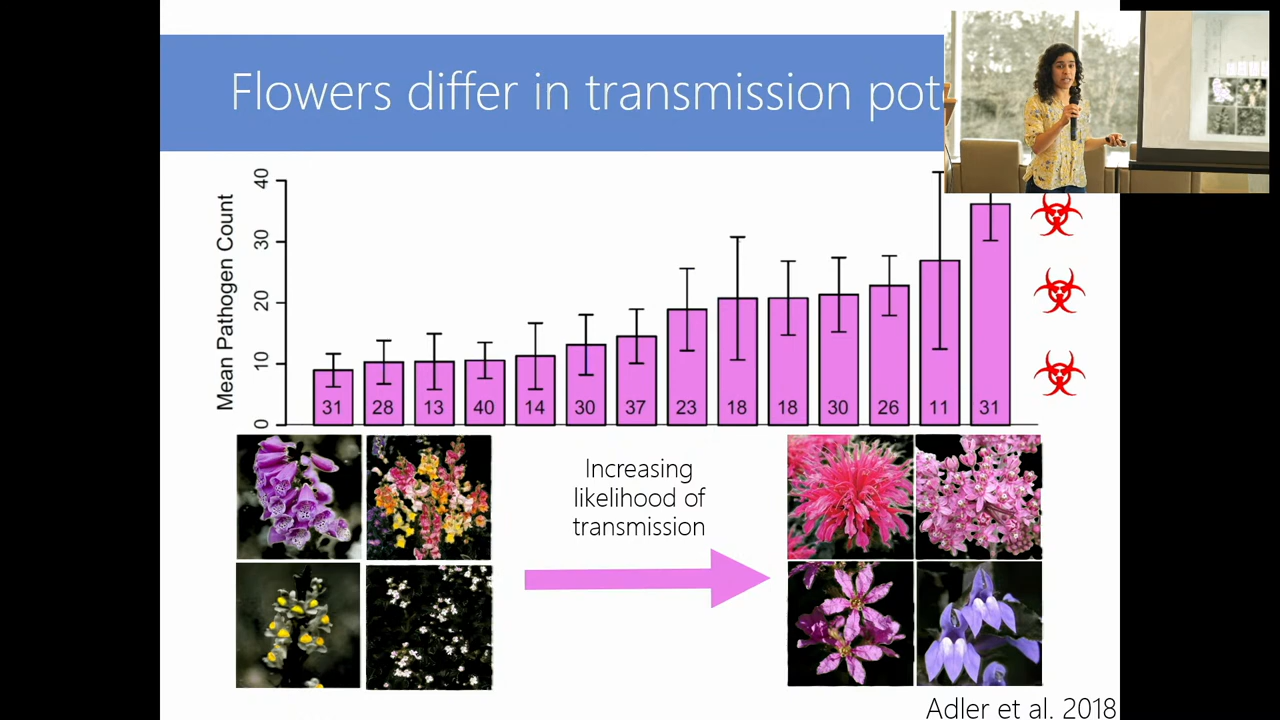 Flowers differ in transmission pot
Mean Pathogen Count
40
30
20
10
0
31 28 13 40 14 30 37 23 18 18 30 26 11 31
Increasing
likelihood of
transmission
Adler et al. 2018